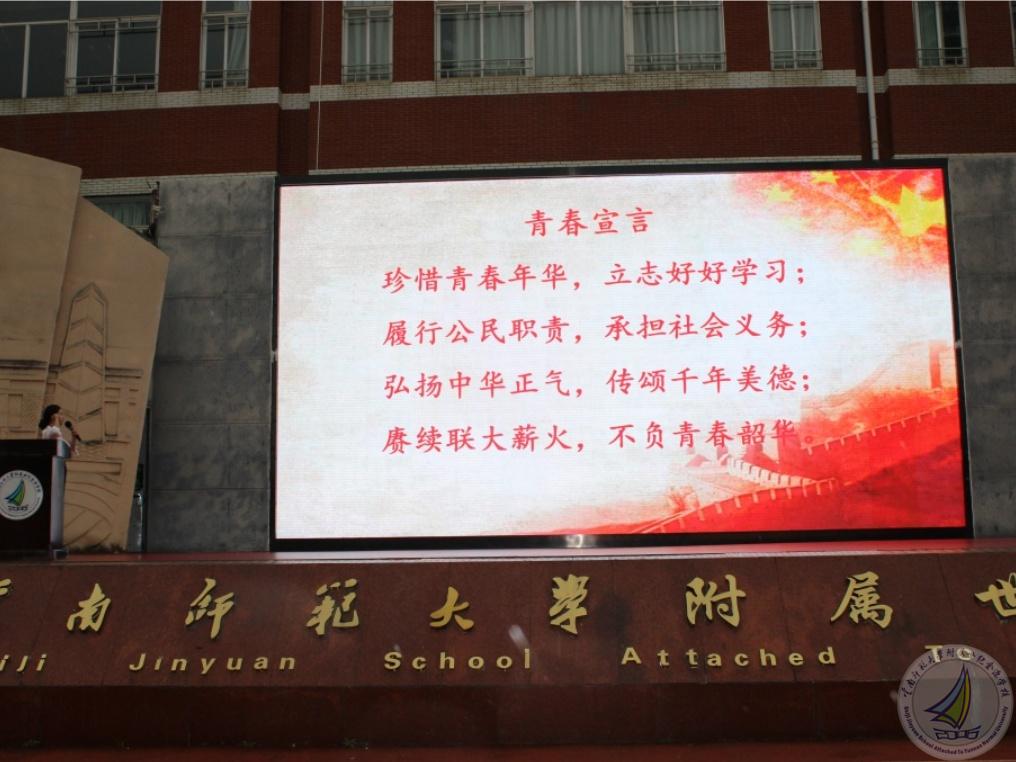 青春宣言
珍惜青春年华，立志好好学习；
履行公民职责，承担社会义务；
弘扬中华正气，传颂千年美德；
赓续联大薪火，不负青春韶华。
南师范大学附属世
iji Jinyuan School Attached To